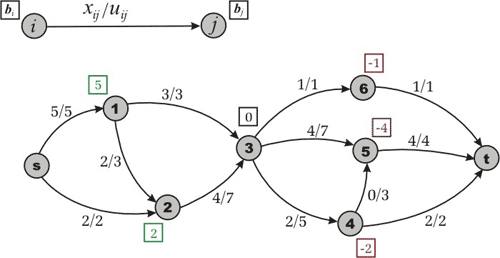 b_i x_ij/u_ij b_j
i j
5 -1
3/3 0 1/1 6 1/1
5/5 1 -4
s 2/3 3 4/7 5 4/4 t
2 4/7 0/3
2/2 2/5 4 2/2
2 -2